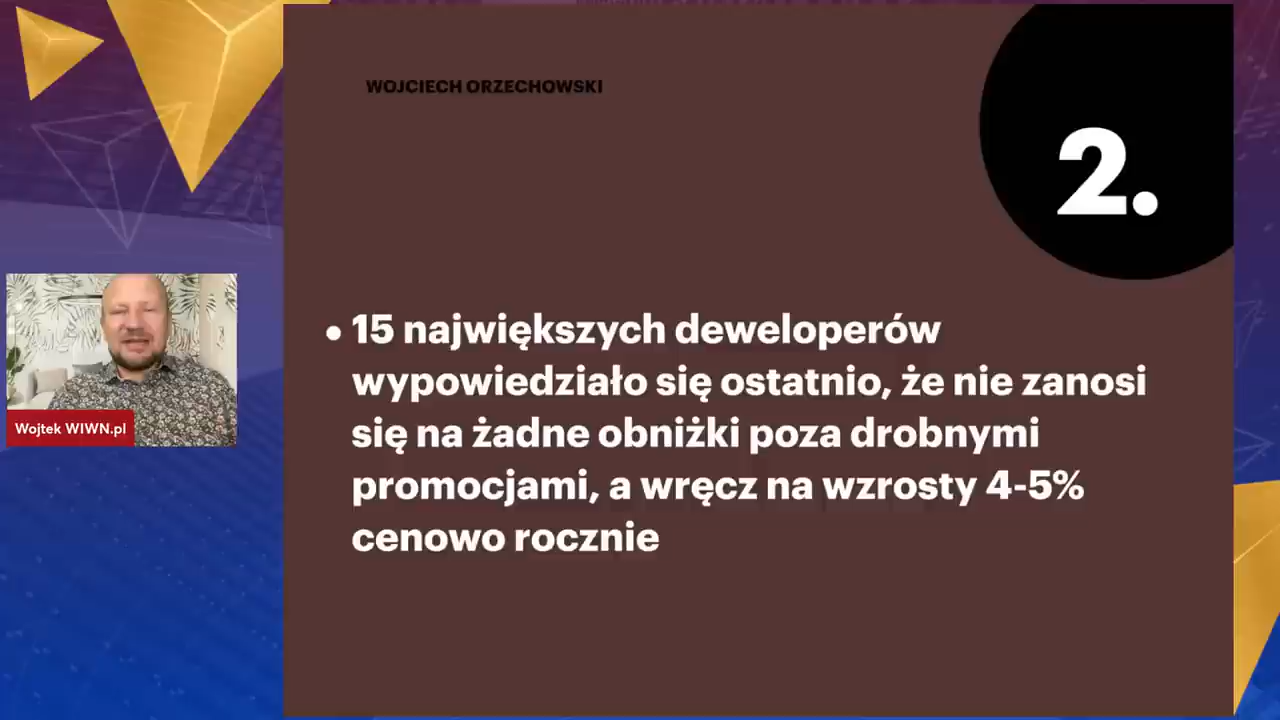 WOJCIECH ORZECHOWSKI
2.
• 15 największych deweloperów
wypowiedziało się ostatnio, że nie zanosi
się na żadne obniżki poza drobnymi
promocjami, a wręcz na wzrosty 4-5%
cenowo rocznie
Wojtek WIWN.pl